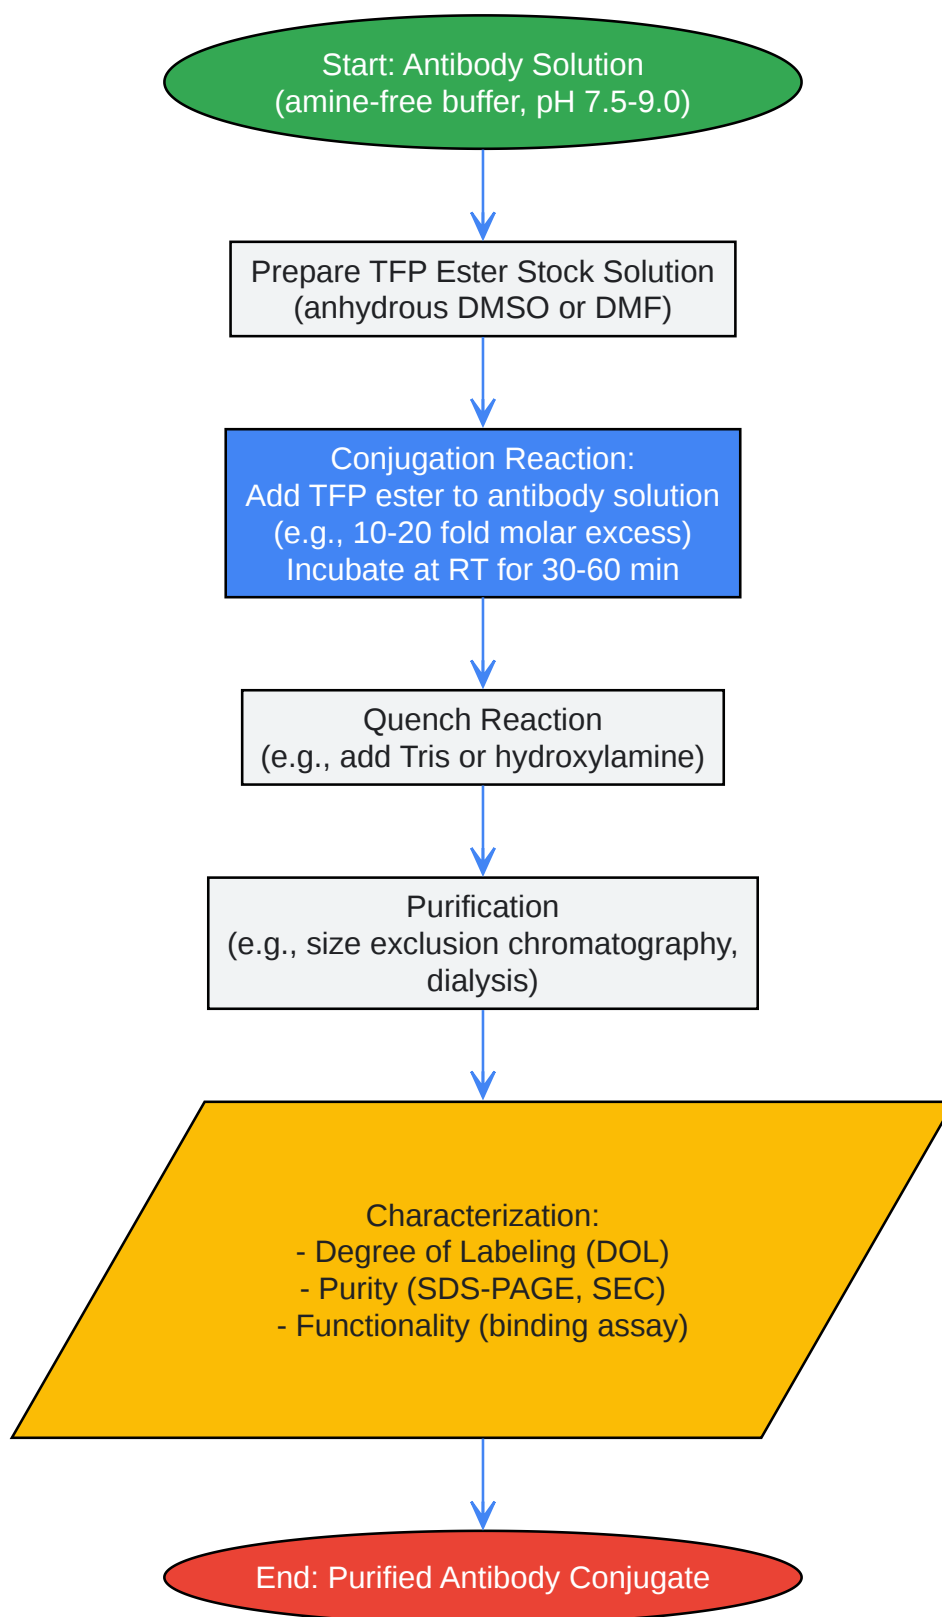 Start: Antibody Solution
(amine-free buffer, pH 7.5-9.0)
Prepare TFP Ester Stock Solution
(anhydrous DMSO or DMF)
Conjugation Reaction:
Add TFP ester to antibody solution
(e.g., 10-20 fold molar excess)
Incubate at RT for 30-60 min
Quench Reaction
(e.g., add Tris or hydroxylamine)
Purification
(e.g., size exclusion chromatography,
dialysis)
Characterization:
- Degree of Labeling (DOL)
- Purity (SDS-PAGE, SEC)
- Functionality (binding assay)
End: Purified Antibody Conjugate